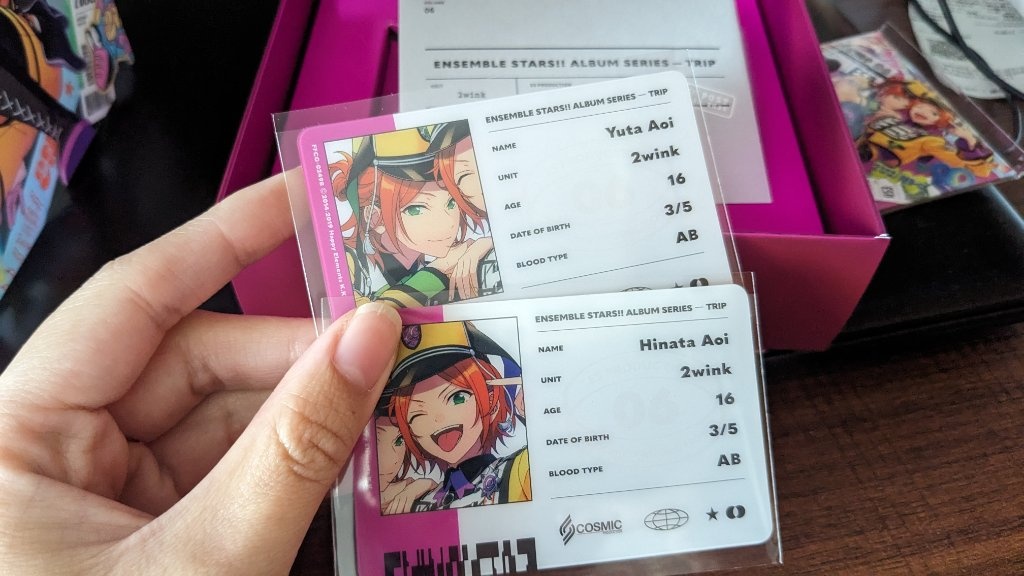 06
ENSEMBLE STARS!! ALBUM SERIES — TRIP
2wink
ENSEMBLE STARS!! ALBUM SERIES — TRIP
NAME Yuta Aoi
UNIT 2wink
AGE 16
DATE OF BIRTH 3/5
BLOOD TYPE AB
ENSEMBLE STARS!! ALBUM SERIES — TRIP
NAME Hinata Aoi
UNIT 2wink
AGE 16
DATE OF BIRTH 3/5
BLOOD TYPE AB
COSMIC